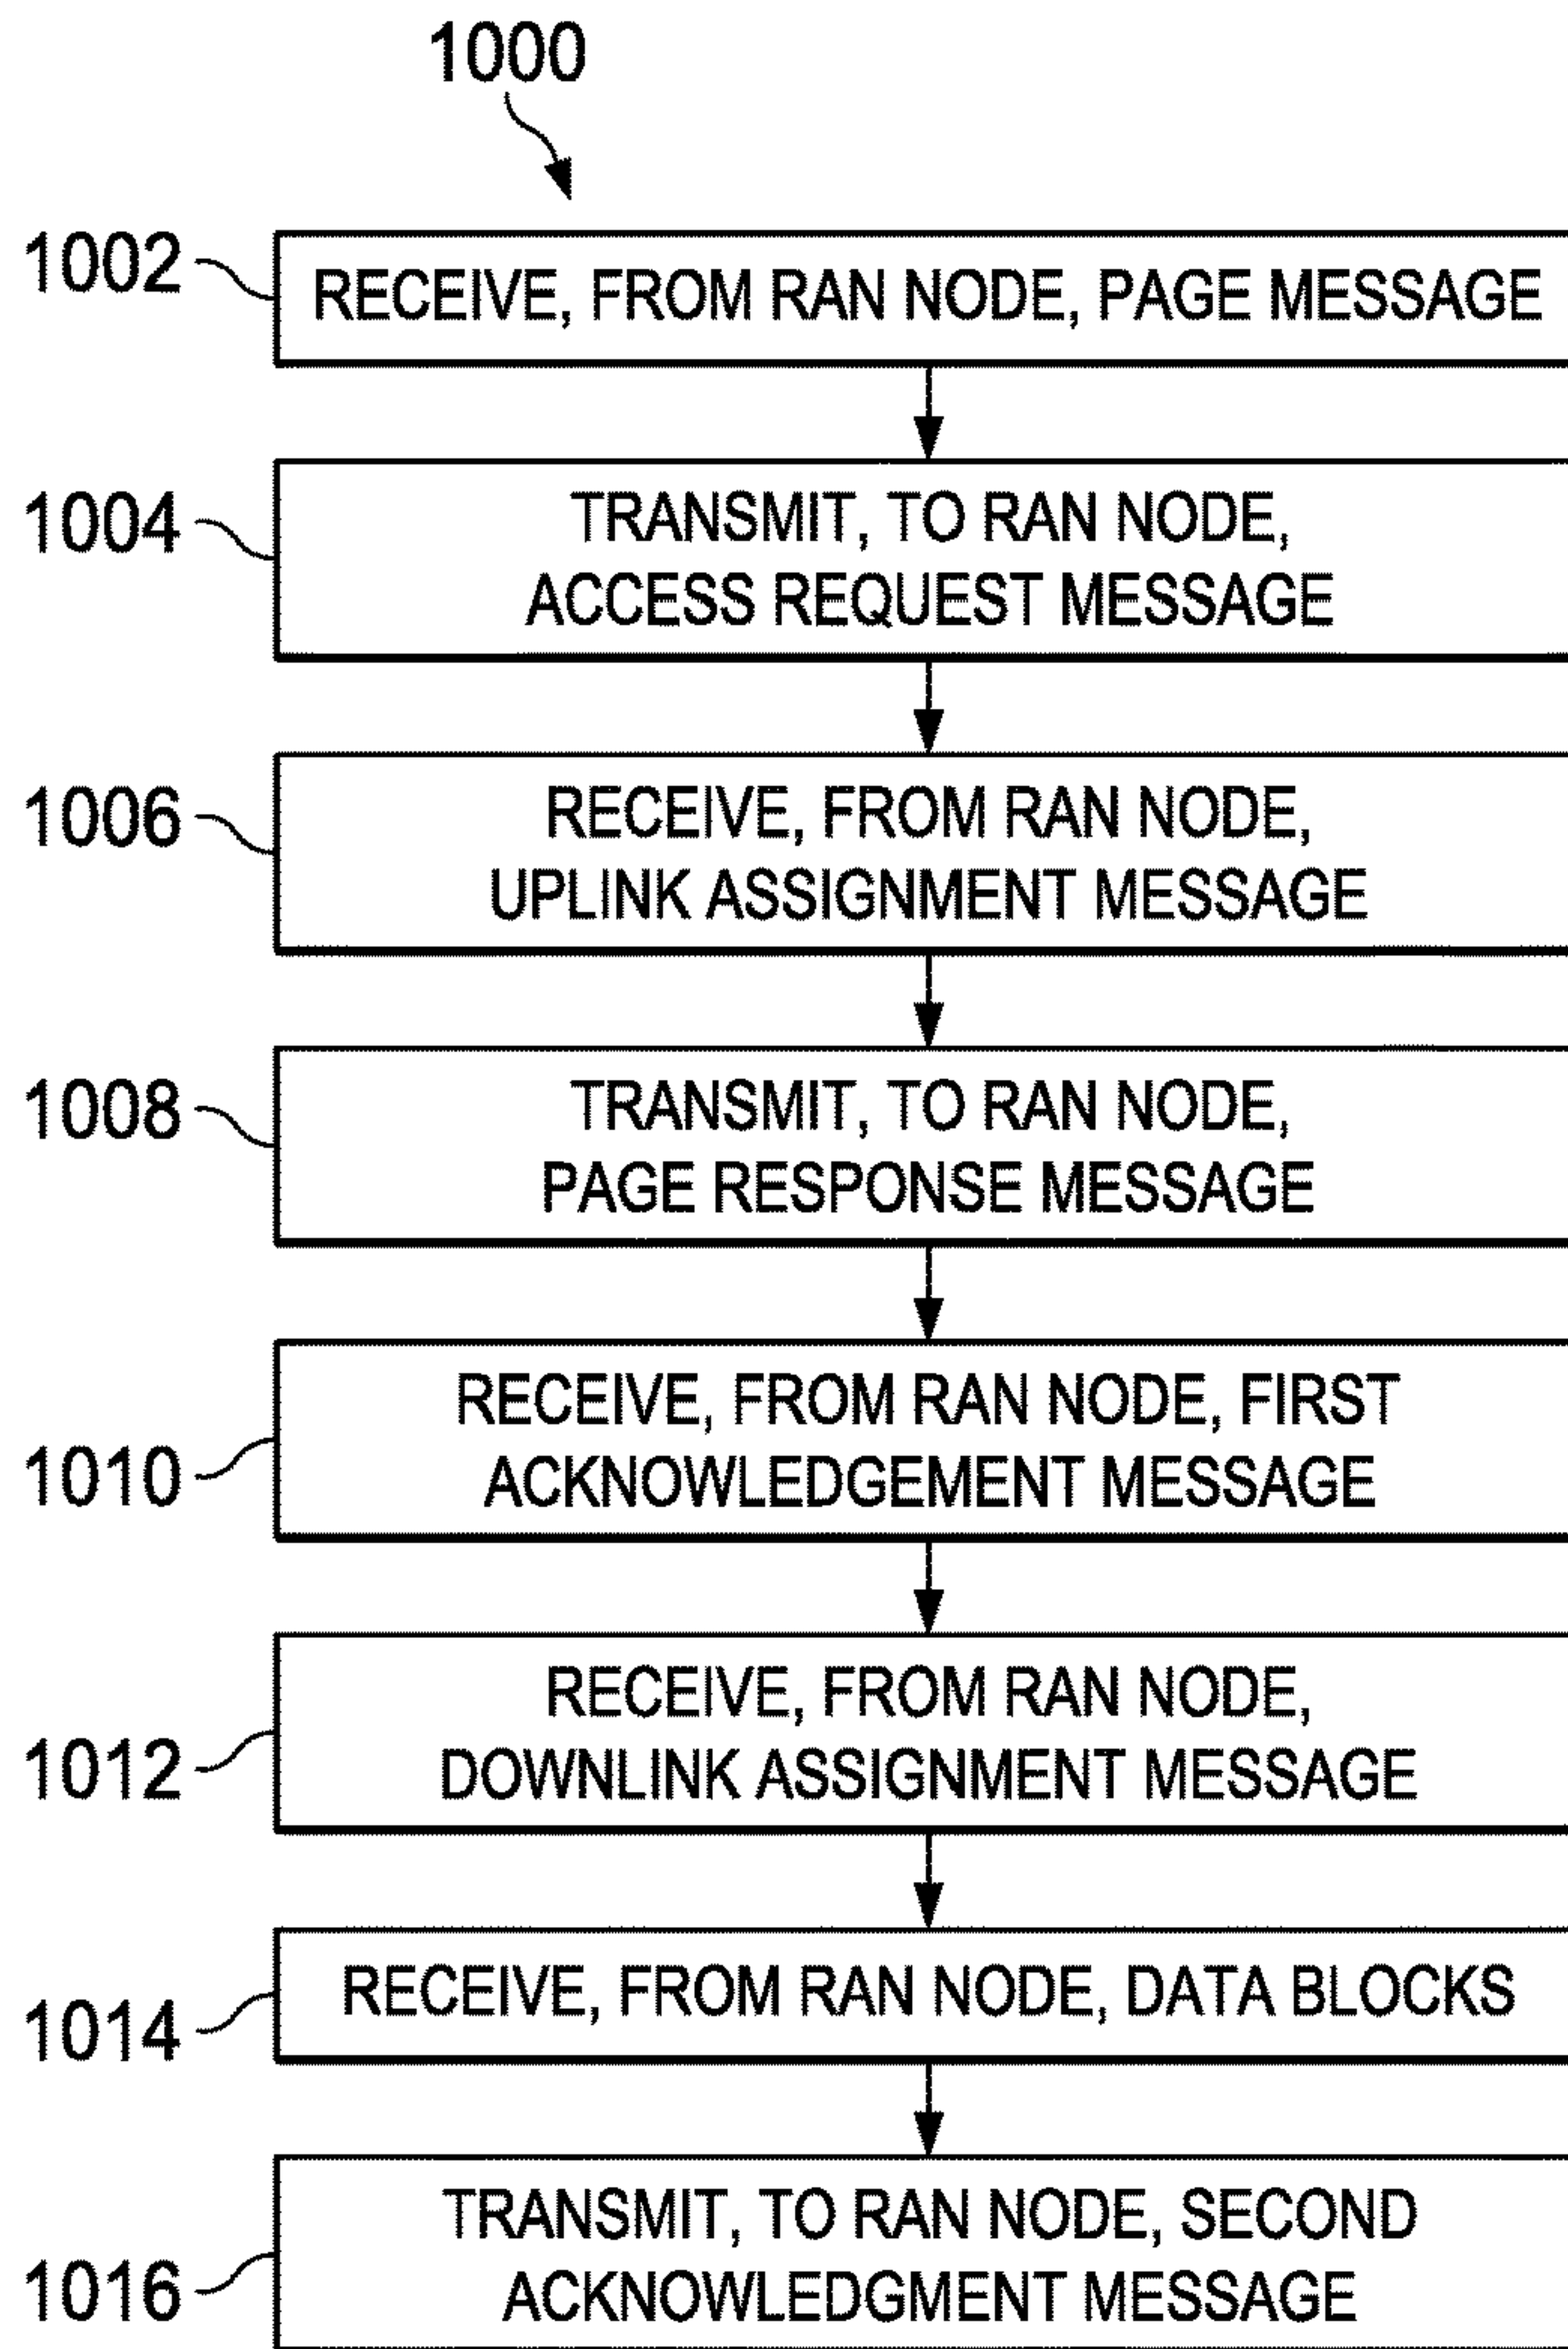 1000
1002
RECEIVE, FROM RAN NODE, PAGE MESSAGE
1004
TRANSMIT, TO RAN NODE,
ACCESS REQUEST MESSAGE
1006
RECEIVE, FROM RAN NODE,
UPLINK ASSIGNMENT MESSAGE
1008
TRANSMIT, TO RAN NODE,
PAGE RESPONSE MESSAGE
1010
RECEIVE, FROM RAN NODE, FIRST
ACKNOWLEDGEMENT MESSAGE
1012
RECEIVE, FROM RAN NODE,
DOWNLINK ASSIGNMENT MESSAGE
1014
RECEIVE, FROM RAN NODE, DATA BLOCKS
1016
TRANSMIT, TO RAN NODE, SECOND
ACKNOWLEDGMENT MESSAGE